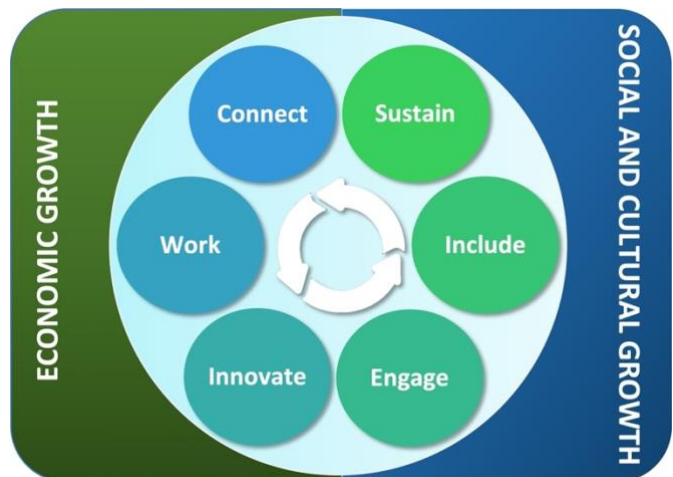 ECONOMIC GROWTH
SOCIAL AND CULTURAL GROWTH
Connect
Sustain
Work
Include
Innovate
Engage